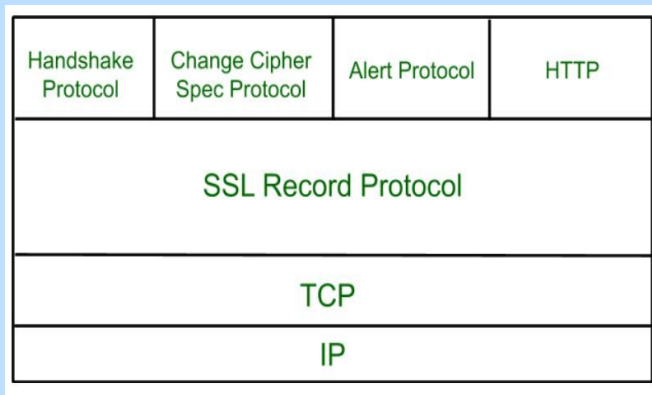 Handshake
Protocol
Change Cipher
Spec Protocol
Alert Protocol
HTTP
SSL Record Protocol
TCP
IP